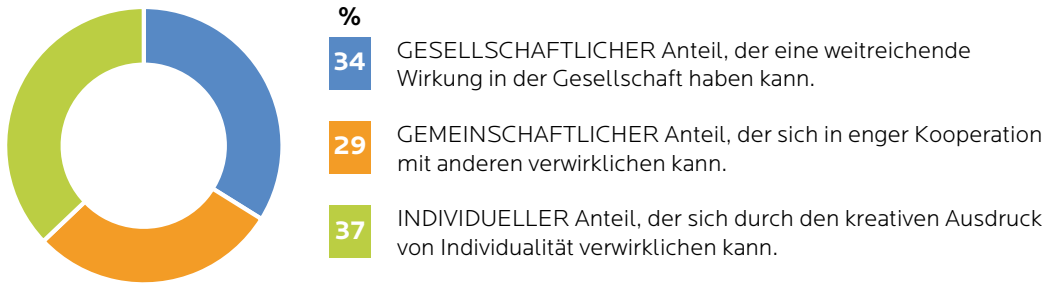 %
34 GESELLSCHAFTLICHER Anteil, der eine weitreichende
Wirkung in der Gesellschaft haben kann.
29 GEMEINSCHAFTLICHER Anteil, der sich in enger Kooperation
mit anderen verwirklichen kann.
37 INDIVIDUELLER Anteil, der sich durch den kreativen Ausdruck
von Individualität verwirklichen kann.